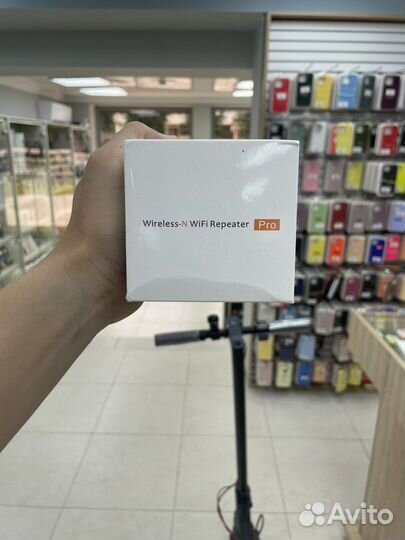 Wireless-N WiFi Repeater Pro
Avito